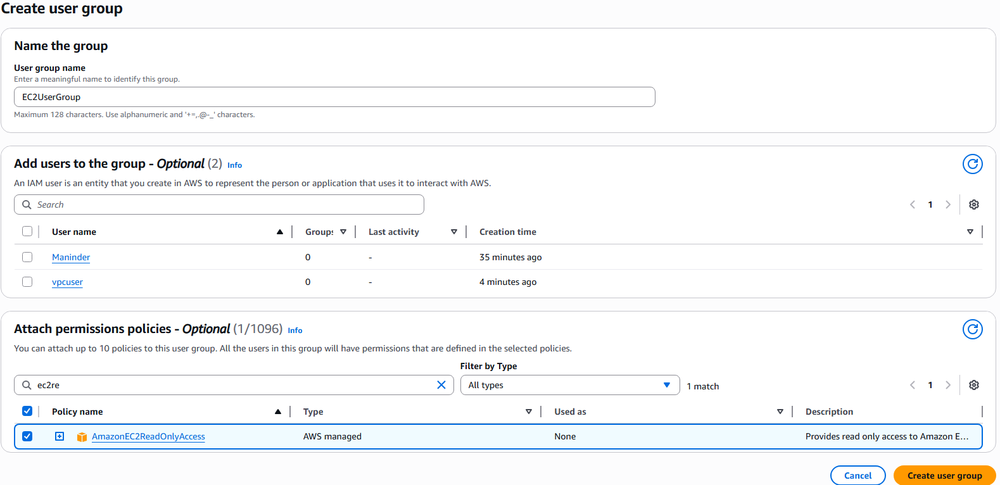 Create user group
Name the group
User group name
Enter a meaningful name to identify this group.
EC2UserGroup
Maximum 128 characters. Use alphanumeric and '+=,.@-_' characters.
Add users to the group - Optional (2) Info
An IAM user is an entity that you create in AWS to represent the person or application that uses it to interact with AWS.
Search
1
User name Groups Last activity Creation time
Maninder 0 - 35 minutes ago
vpcuser 0 - 4 minutes ago
Attach permissions policies - Optional (1/1096) Info
You can attach up to 10 policies to this user group. All the users in this group will have permissions that are defined in the selected policies.
Filter by Type
ec2re All types 1 match 1
Policy name Type Used as Description
AmazonEC2ReadOnlyAccess AWS managed None Provides read only access to Amazon E...
Cancel Create user group